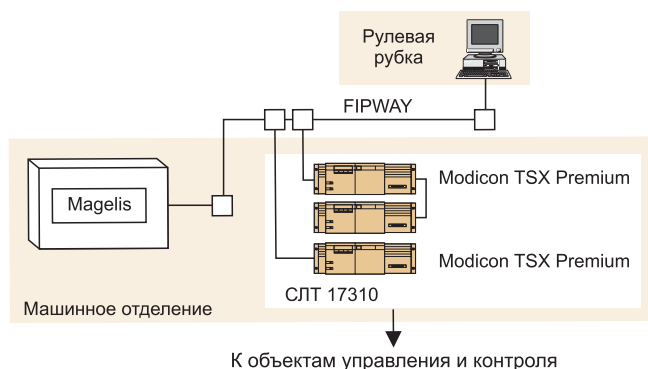 Рулевая
рубка
FIPWAY
Magelis
Modicon TSX Premium
Modicon TSX Premium
СЛТ 17310
Машинное отделение
К объектам управления и контроля